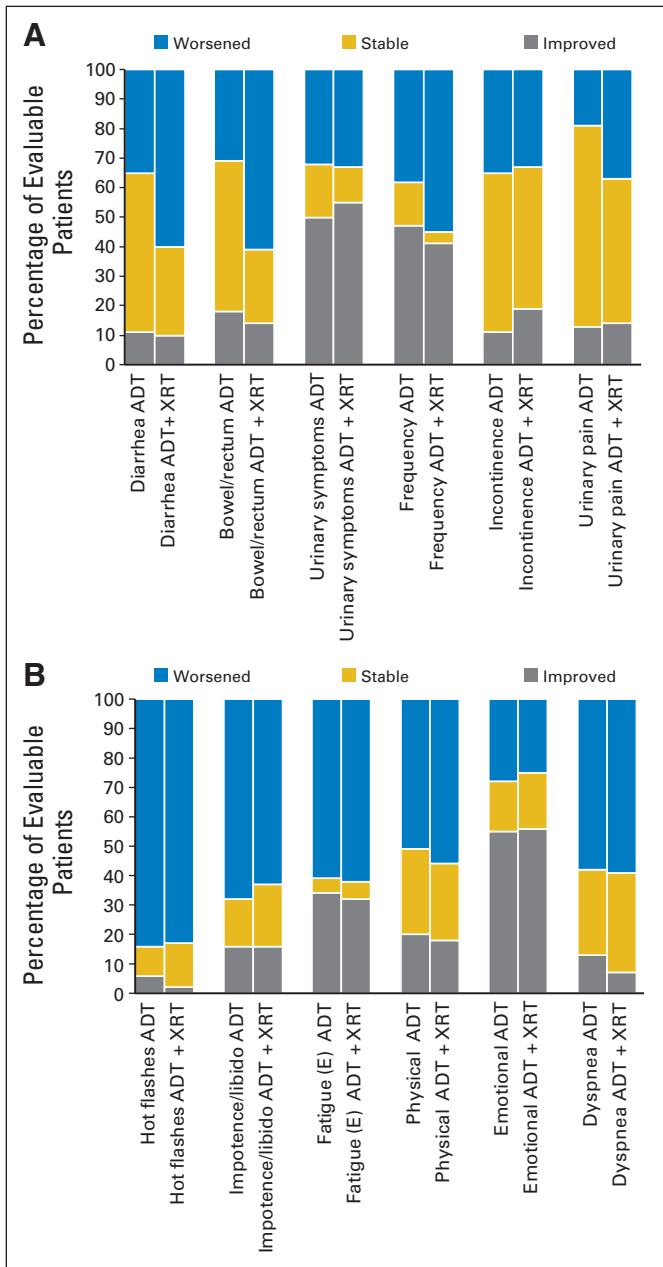 A
Worsened Stable Improved
Percentage of Evaluable
Patients
100
90
80
70
60
50
40
30
20
10
0
Diarrhea ADT
Diarrhea ADT + XRT
Bowel/rectum ADT
Bowel/rectum ADT + XRT
Urinary symptoms ADT
Urinary symptoms ADT + XRT
Frequency ADT
Frequency ADT + XRT
Incontinence ADT
Incontinence ADT + XRT
Urinary pain ADT
Urinary pain ADT + XRT
B
Worsened Stable Improved
Percentage of Evaluable
Patients
100
90
80
70
60
50
40
30
20
10
0
Hot flashes ADT
Hot flashes ADT + XRT
Impotence/libido ADT
Impotence/libido ADT + XRT
Fatigue (E) ADT
Fatigue (E) ADT + XRT
Physical ADT
Physical ADT + XRT
Emotional ADT
Emotional ADT + XRT
Dyspnea ADT
Dyspnea ADT + XRT